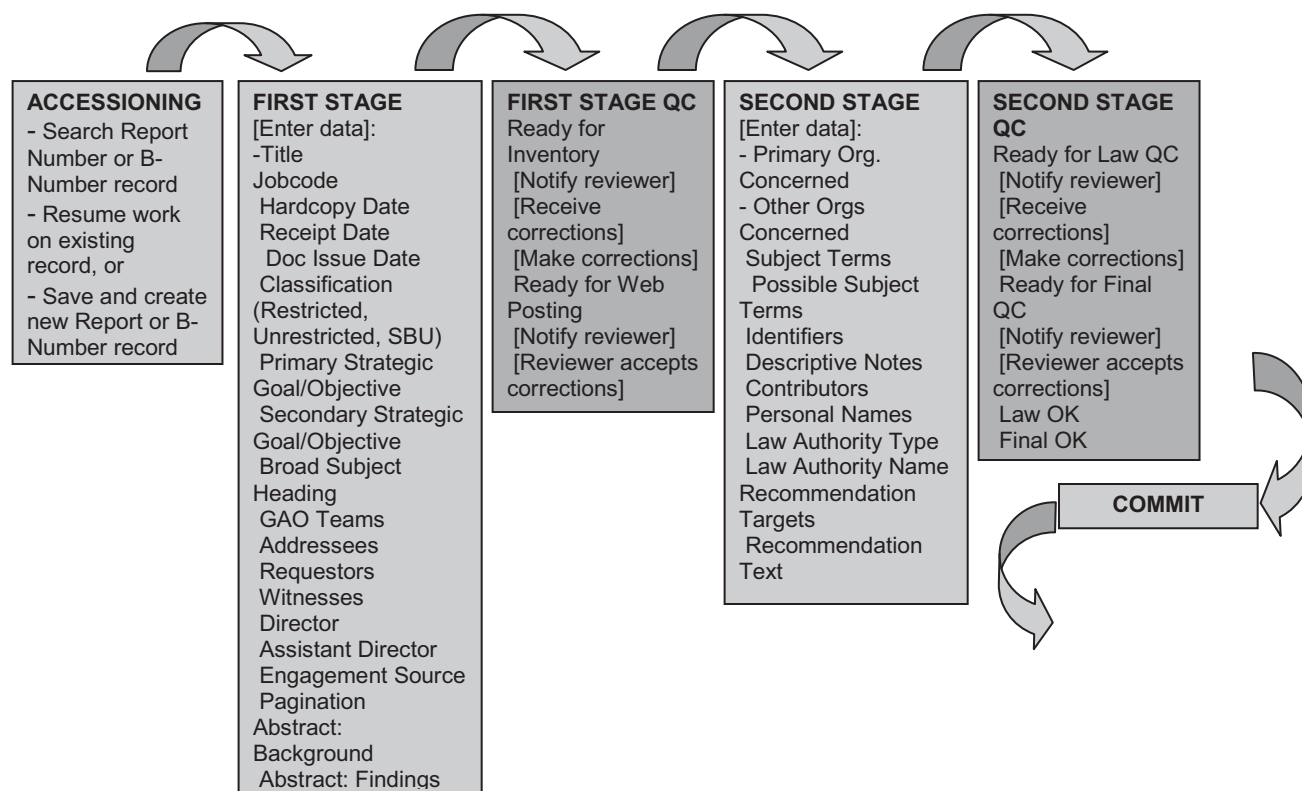 ACCESSIONING
- Search Report
Number or B-
Number record
- Resume work
on existing
record, or
- Save and create
new Report or B-
Number record
FIRST STAGE
[Enter data]:
-Title
Jobcode
Hardcopy Date
Receipt Date
Doc Issue Date
Classification
(Restricted,
Unrestricted, SBU)
Primary Strategic
Goal/Objective
Secondary Strategic
Goal/Objective
Broad Subject
Heading
GAO Teams
Addressees
Requestors
Witnesses
Director
Assistant Director
Engagement Source
Pagination
Abstract:
Background
Abstract: Findings
FIRST STAGE QC
Ready for
Inventory
[Notify reviewer]
[Receive
corrections]
[Make corrections]
Ready for Web
Posting
[Notify reviewer]
[Reviewer accepts
corrections]
SECOND STAGE
[Enter data]:
- Primary Org.
Concerned
- Other Orgs
Concerned
Subject Terms
Possible Subject
Terms
Identifiers
Descriptive Notes
Contributors
Personal Names
Law Authority Type
Law Authority Name
Recommendation
Targets
Recommendation
Text
SECOND STAGE
QC
Ready for Law QC
[Notify reviewer]
[Receive
corrections]
[Make corrections]
Ready for Final
QC
[Notify reviewer]
[Reviewer accepts
corrections]
Law OK
Final OK
COMMIT